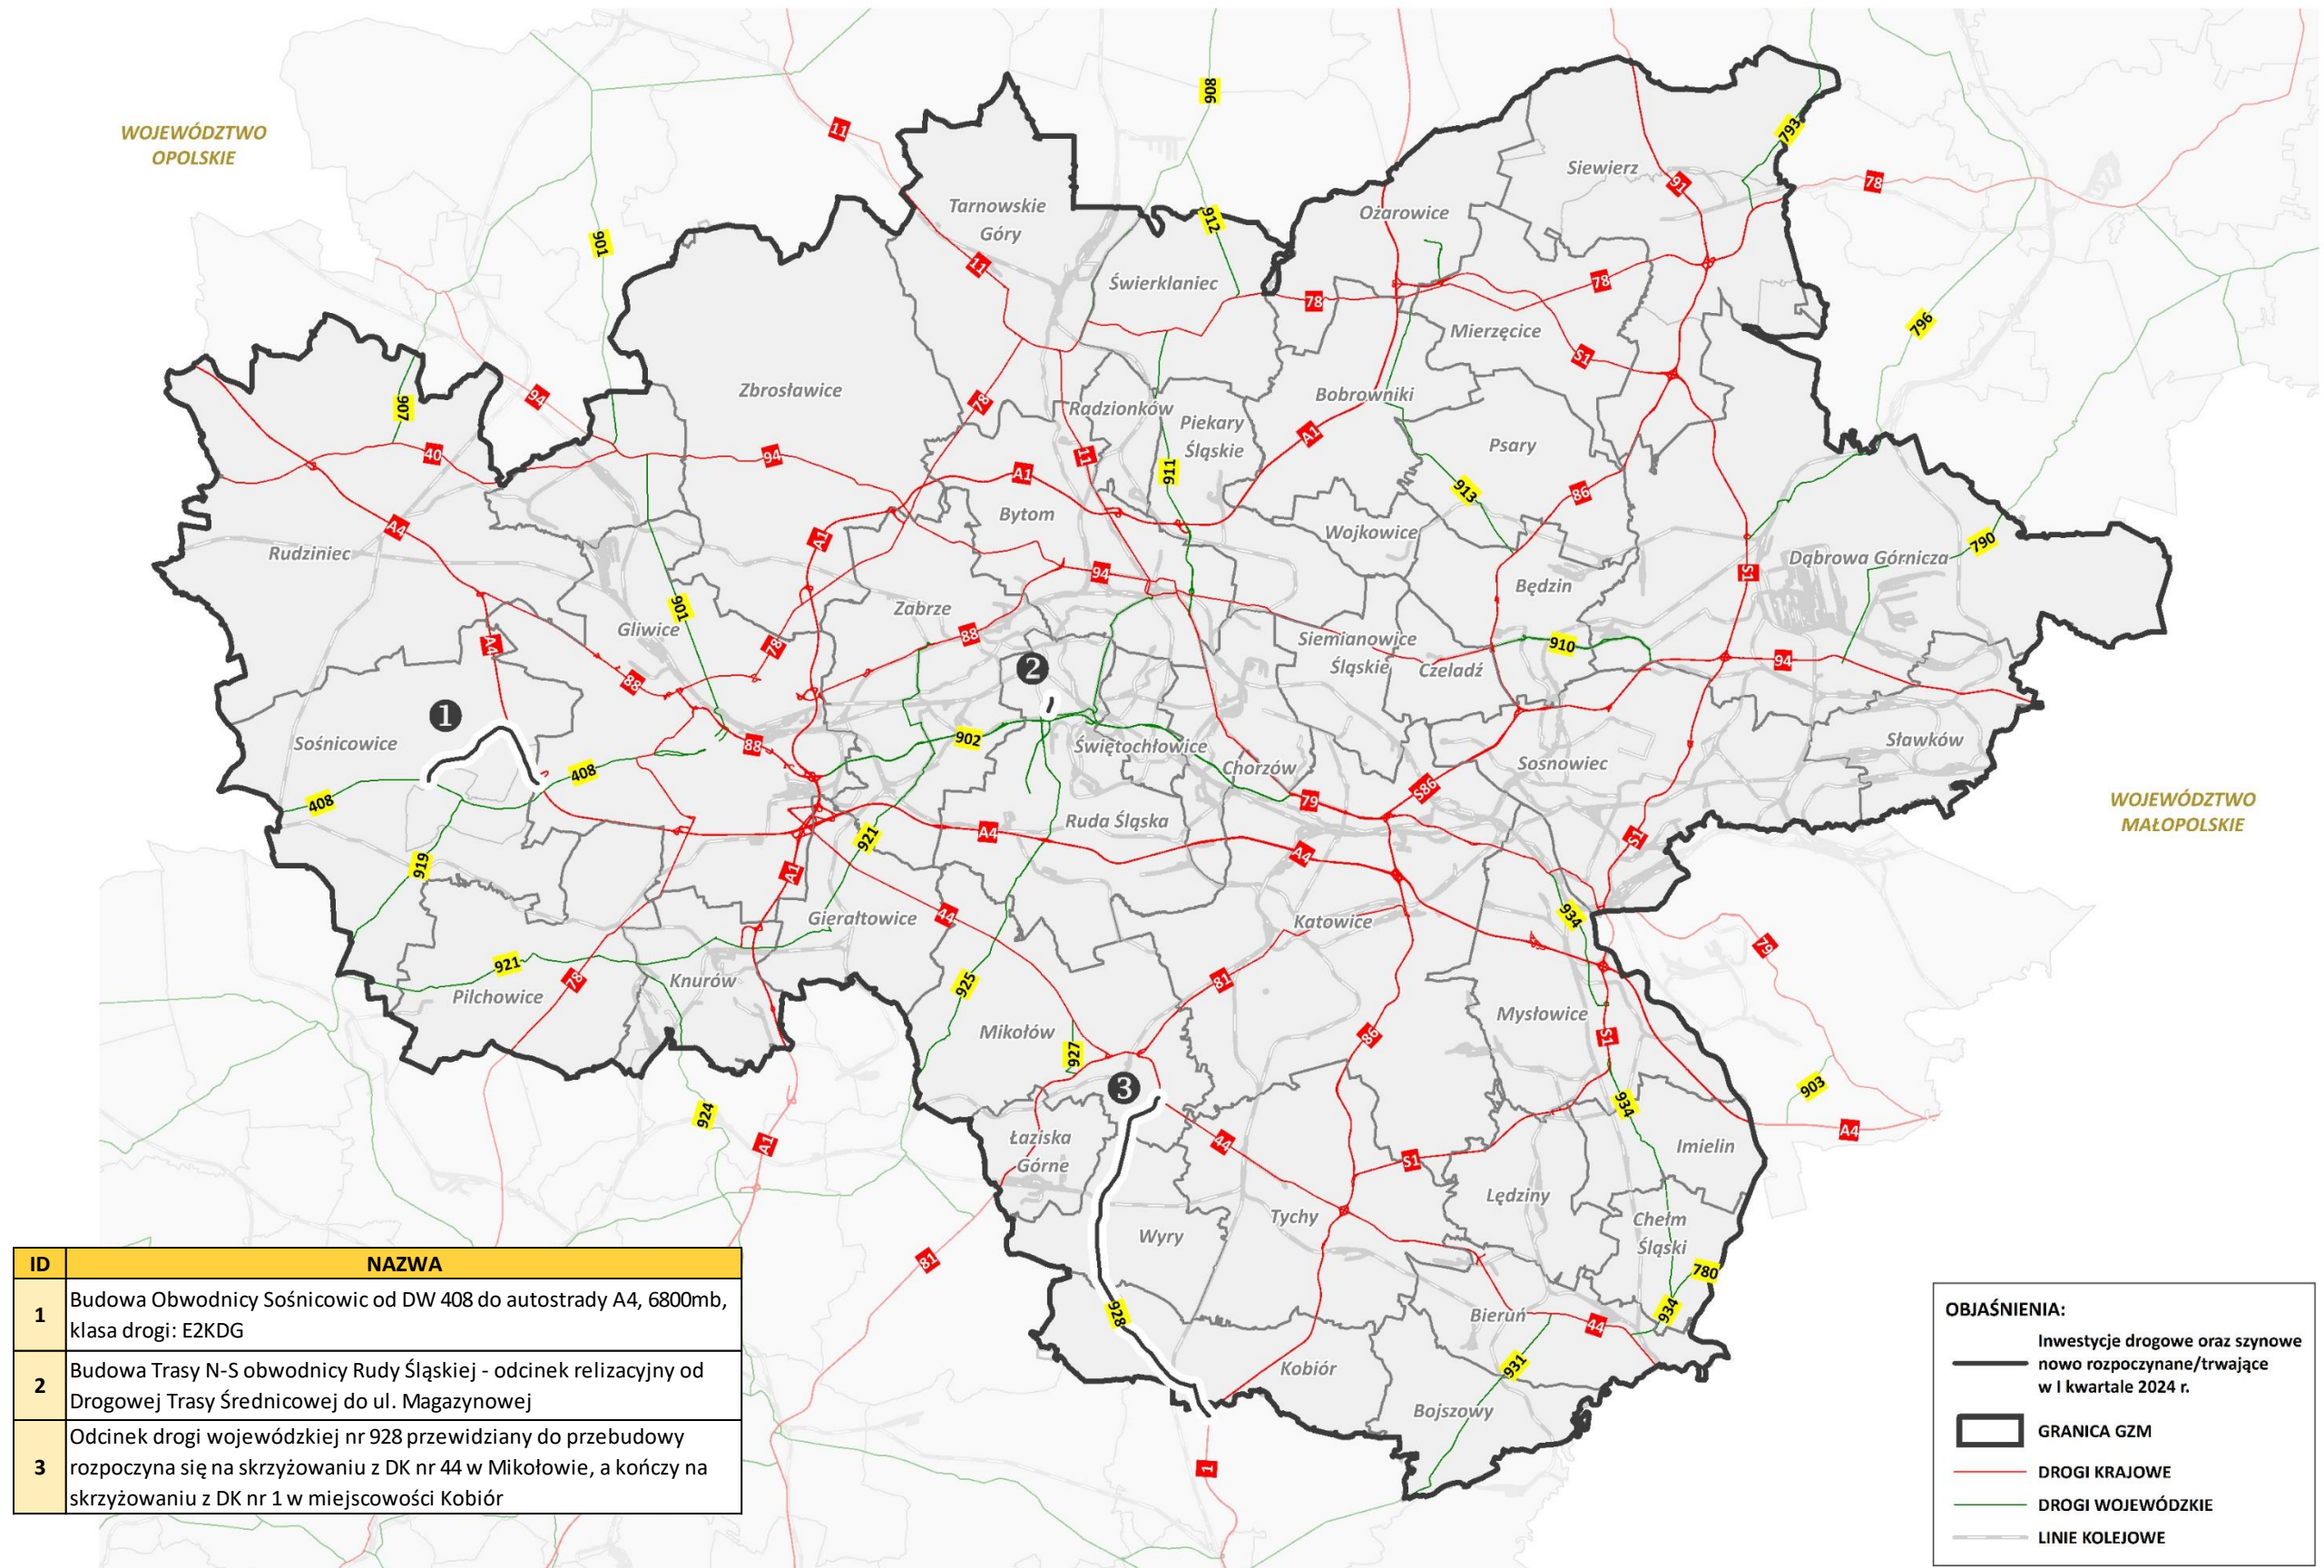 WOJEWÓDZTWO
OPOLSKIE
11
908
793
Siewierz
91
78
Tarnowskie
Góry
Ożarowice
912
901
11
Świerklaniec
78
78
796
Mierzęcice
S1
Zbrosławice
94
907
78
Radzionków
Piekary
Śląskie
Bobrowniki
A1
Psary
40
94
A1
11
911
913
86
A4
Bytom
Wojkowice
Rudziniec
A1
790
Dąbrowa Górnicza
94
S1
Będzin
901
Zabrze
Gliwice
88
Siemianowice
Śląskie
910
A4
78
2
Czeladź
94
88
1
Sośnicowice
88
902
Świętochłowice
Chorzów
Sosnowiec
Sławków
408
408
S86
79
WOJEWÓDZTWO
MAŁOPOLSKIE
Ruda Śląska
A4
921
A4
S1
919
A1
Gierałtowice
44
Katowice
934
79
921
78
Knurów
Pilchowice
925
81
Mikołów
Mysłowice
86
S1
927
3
903
924
A1
934
A4
Łaziska
Górne
44
Imielin
S1
Lędziny
Tychy
Chełm
Śląski
Wyry
81
780
928
Bieruń
44
934
Kobiór
931
Bojszowy
1
ID NAZWA
1 Budowa Obwodnicy Sośnicowic od DW 408 do autostrady A4, 6800mb,
klasa drogi: E2KDG
2 Budowa Trasy N-S obwodnicy Rudy Śląskiej - odcinek relizacyjny od
Drogowej Trasy Średnicowej do ul. Magazynowej
3 Odcinek drogi wojewódzkiej nr 928 przewidziany do przebudowy
rozpoczyna się na skrzyżowaniu z DK nr 44 w Mikołowie, a kończy na
skrzyżowaniu z DK nr 1 w miejscowości Kobiór
OBJAŚNIENIA:
Inwestycje drogowe oraz szynowe
nowo rozpoczynane/trwające
w I kwartale 2024 r.
GRANICA GZM
DROGI KRAJOWE
DROGI WOJEWÓDZKIE
LINIE KOLEJOWE